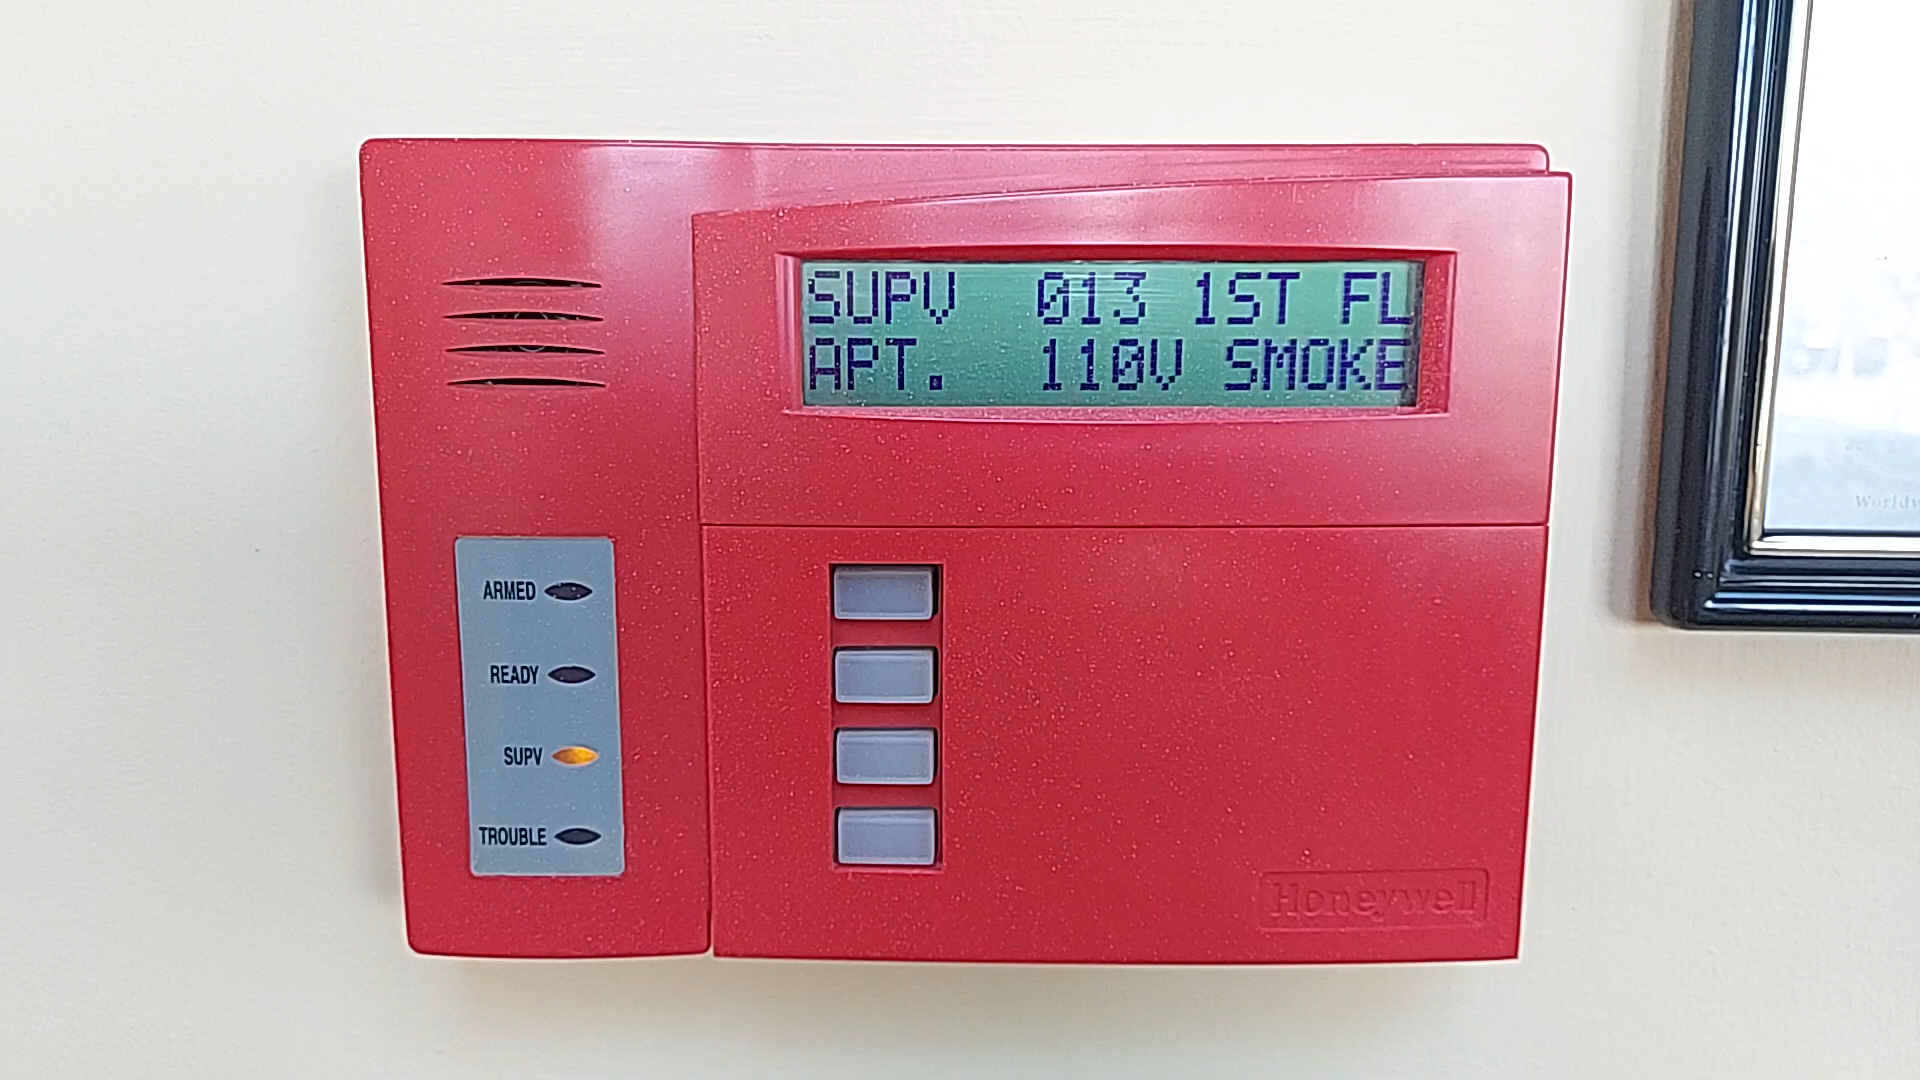 SUPV 013 1ST FL
APT. 110V SMOKE
ARMED
READY
SUPV
TROUBLE
Honeywell